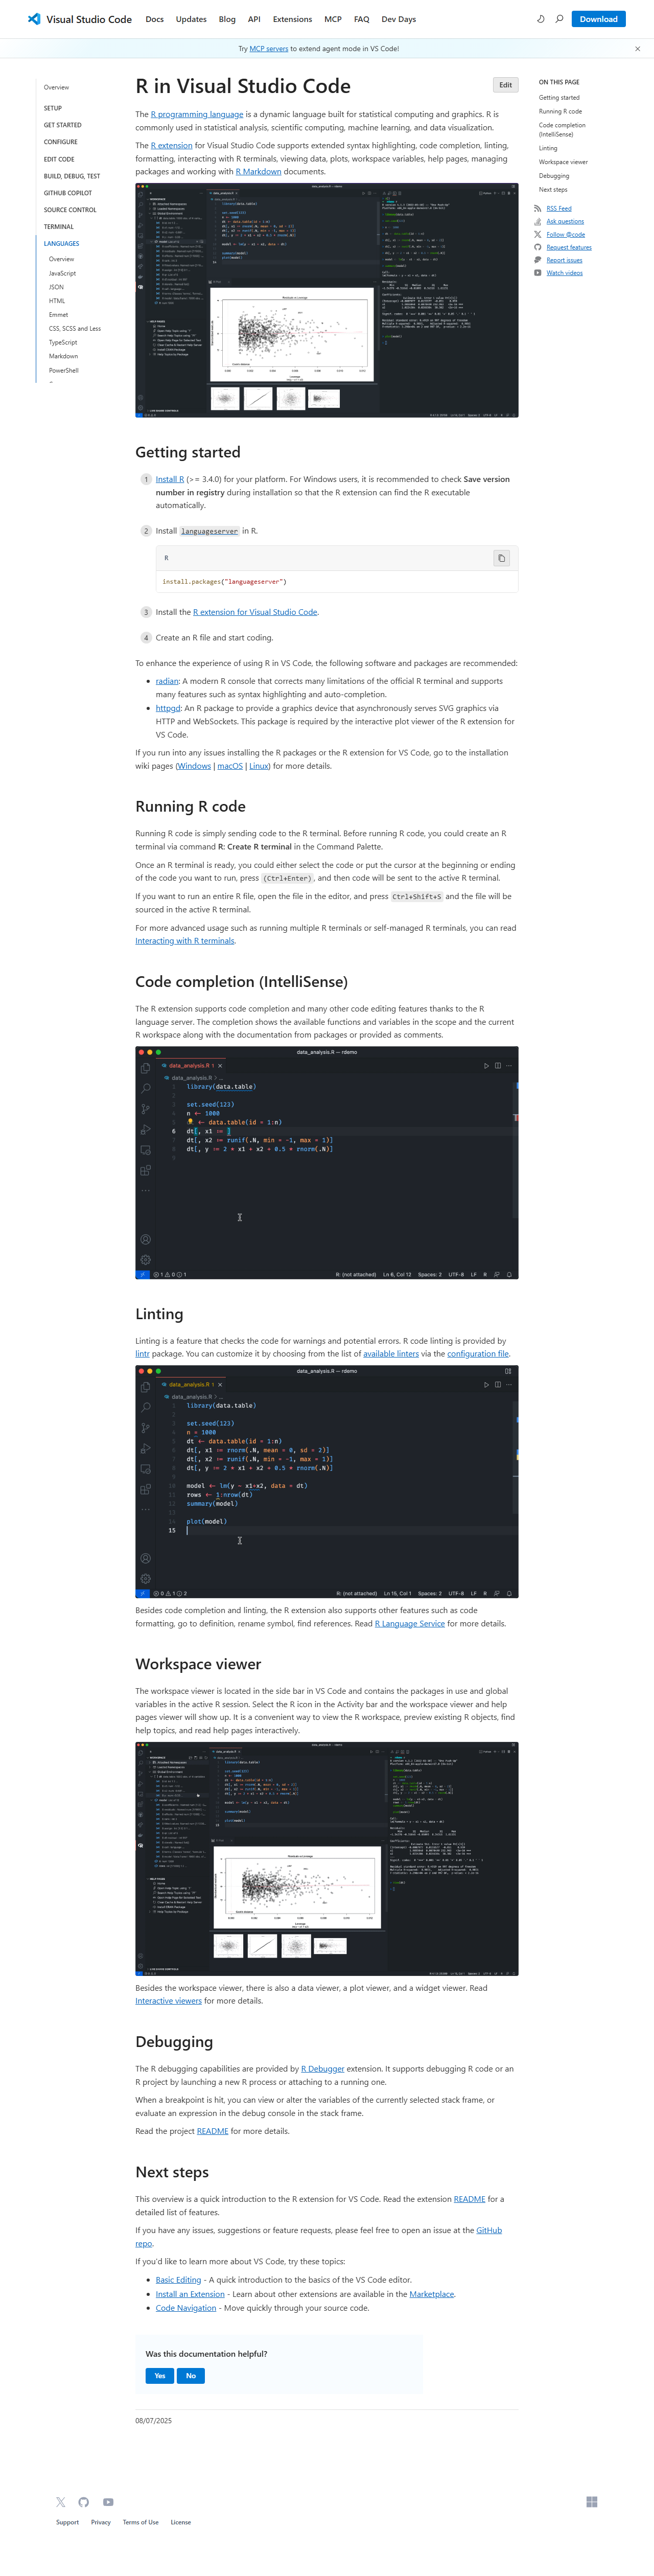 Visual Studio Code Docs Updates Blog API Extensions MCP FAQ Dev Days Download
Try MCP servers to extend agent mode in VS Code!
Overview
SETUP
GET STARTED
CONFIGURE
EDIT CODE
BUILD, DEBUG, TEST
GITHUB COPILOT
SOURCE CONTROL
TERMINAL
LANGUAGES
Overview
JavaScript
JSON
HTML
Emmet
CSS, SCSS and Less
TypeScript
Markdown
PowerShell
R in Visual Studio Code
Edit
The R programming language is a dynamic language built for statistical computing and graphics. R is
commonly used in statistical analysis, scientific computing, machine learning, and data visualization.
The R extension for Visual Studio Code supports extended syntax highlighting, code completion, linting,
formatting, interacting with R terminals, viewing data, plots, workspace variables, help pages, managing
packages and working with R Markdown documents.
Getting started
1 Install R (>= 3.4.0) for your platform. For Windows users, it is recommended to check Save version
number in registry during installation so that the R extension can find the R executable
automatically.
2 Install languageserver in R.
R
install.packages("languageserver")
3 Install the R extension for Visual Studio Code.
4 Create an R file and start coding.
To enhance the experience of using R in VS Code, the following software and packages are recommended:
• radian: A modern R console that corrects many limitations of the official R terminal and supports
many features such as syntax highlighting and auto-completion.
• httpgd: An R package to provide a graphics device that asynchronously serves SVG graphics via
HTTP and WebSockets. This package is required by the interactive plot viewer of the R extension for
VS Code.
If you run into any issues installing the R packages or the R extension for VS Code, go to the installation
wiki pages (Windows | macOS | Linux) for more details.
Running R code
Running R code is simply sending code to the R terminal. Before running R code, you could create an R
terminal via command R: Create R terminal in the Command Palette.
Once an R terminal is ready, you could either select the code or put the cursor at the beginning or ending
of the code you want to run, press (Ctrl+Enter), and then code will be sent to the active R terminal.
If you want to run an entire R file, open the file in the editor, and press Ctrl+Shift+S and the file will be
sourced in the active R terminal.
For more advanced usage such as running multiple R terminals or self-managed R terminals, you can read
Interacting with R terminals.
Code completion (IntelliSense)
The R extension supports code completion and many other code editing features thanks to the R
language server. The completion shows the available functions and variables in the scope and the current
R workspace along with the documentation from packages or provided as comments.
data_analysis.R — rdemo
data_analysis.R 1
data_analysis.R > ...
1 library(data.table)
2
3 set.seed(123)
4 n <- 1000
5 dt <- data.table(id = 1:n)
6 dt[, x1 := ]
7 dt[, x2 := runif(.N, min = -1, max = 1)]
8 dt[, y := 2 * x1 + x2 + 0.5 * rnorm(.N)]
9
R: (not attached) Ln 6, Col 12 Spaces: 2 UTF-8 LF R
Linting
Linting is a feature that checks the code for warnings and potential errors. R code linting is provided by
lintr package. You can customize it by choosing from the list of available linters via the configuration file.
data_analysis.R — rdemo
data_analysis.R 1
data_analysis.R > ...
1 library(data.table)
2
3 set.seed(123)
4 n = 1000
5 dt <- data.table(id = 1:n)
6 dt[, x1 := rnorm(.N, mean = 0, sd = 2)]
7 dt[, x2 := runif(.N, min = -1, max = 1)]
8 dt[, y := 2 * x1 + x2 + 0.5 * rnorm(.N)]
9
10 model <- lm(y ~ x1+x2, data = dt)
11 rows <- 1:nrow(dt)
12 summary(model)
13
14 plot(model)
15
R: (not attached) Ln 15, Col 1 Spaces: 2 UTF-8 LF R
Besides code completion and linting, the R extension also supports other features such as code
formatting, go to definition, rename symbol, find references. Read R Language Service for more details.
Workspace viewer
The workspace viewer is located in the side bar in VS Code and contains the packages in use and global
variables in the active R session. Select the R icon in the Activity bar and the workspace viewer and help
pages viewer will show up. It is a convenient way to view the R workspace, preview existing R objects, find
help topics, and read help pages interactively.
Besides the workspace viewer, there is also a data viewer, a plot viewer, and a widget viewer. Read
Interactive viewers for more details.
Debugging
The R debugging capabilities are provided by R Debugger extension. It supports debugging R code or an
R project by launching a new R process or attaching to a running one.
When a breakpoint is hit, you can view or alter the variables of the currently selected stack frame, or
evaluate an expression in the debug console in the stack frame.
Read the project README for more details.
Next steps
This overview is a quick introduction to the R extension for VS Code. Read the extension README for a
detailed list of features.
If you have any issues, suggestions or feature requests, please feel free to open an issue at the GitHub
repo.
If you'd like to learn more about VS Code, try these topics:
• Basic Editing - A quick introduction to the basics of the VS Code editor.
• Install an Extension - Learn about other extensions are available in the Marketplace.
• Code Navigation - Move quickly through your source code.
Was this documentation helpful?
Yes No
08/07/2025
ON THIS PAGE
Getting started
Running R code
Code completion
(IntelliSense)
Linting
Workspace viewer
Debugging
Next steps
RSS Feed
Ask questions
Follow @code
Request features
Report issues
Watch videos
Support Privacy Terms of Use License